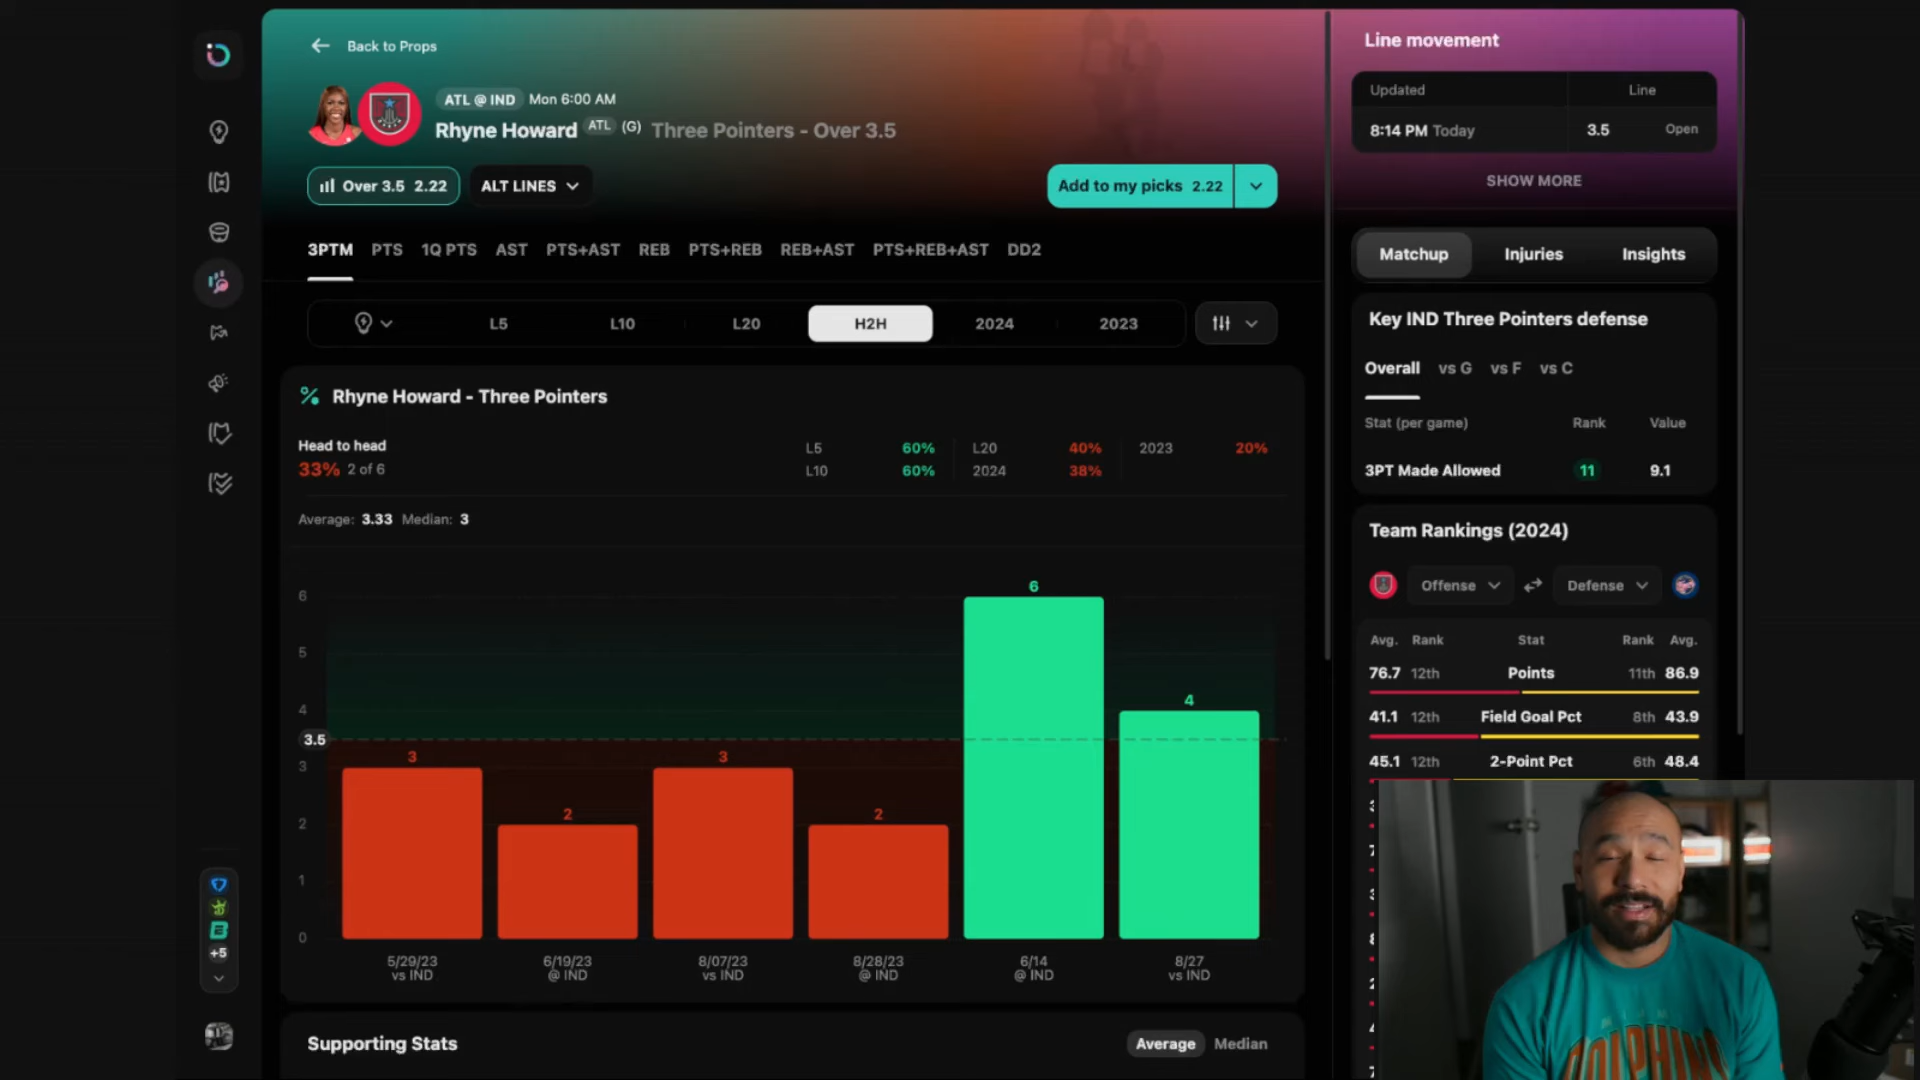 Back to Props
ATL @ IND Mon 6:00 AM
Rhyne Howard ATL (G) Three Pointers - Over 3.5
Over 3.5 2.22
ALT LINES
Add to my picks 2.22
3PTM PTS 1Q PTS AST PTS+AST REB PTS+REB REB+AST PTS+REB+AST DD2
L5 L10 L20 H2H 2024 2023
Rhyne Howard - Three Pointers
Head to head
33% 2 of 6
L5 60% L20 40% 2023 20%
L10 60% 2024 38%
Average: 3.33 Median: 3
6
5
4
3.5
3
2
1
0
3
2
3
2
6
4
5/29/23 vs IND
6/19/23 @ IND
8/07/23 vs IND
8/28/23 @ IND
6/14 @ IND
8/27 vs IND
Supporting Stats
Average Median
+5
Line movement
Updated Line
8:14 PM Today 3.5 Open
SHOW MORE
Matchup Injuries Insights
Key IND Three Pointers defense
Overall vs G vs F vs C
Stat (per game) Rank Value
3PT Made Allowed 11 9.1
Team Rankings (2024)
Offense Defense
Avg. Rank Stat Rank Avg.
76.7 12th Points 11th 86.9
41.1 12th Field Goal Pct 8th 43.9
45.1 12th 2-Point Pct 6th 48.4
DOLPHINS